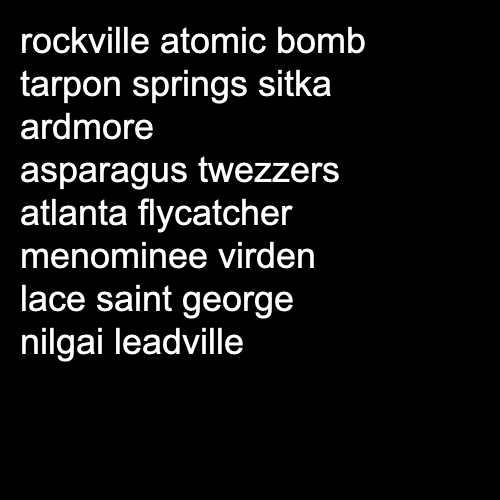 rockville atomic bomb
tarpon springs sitka
ardmore
asparagus twezzers
atlanta flycatcher
menominee virden
lace saint george
nilgai leadville